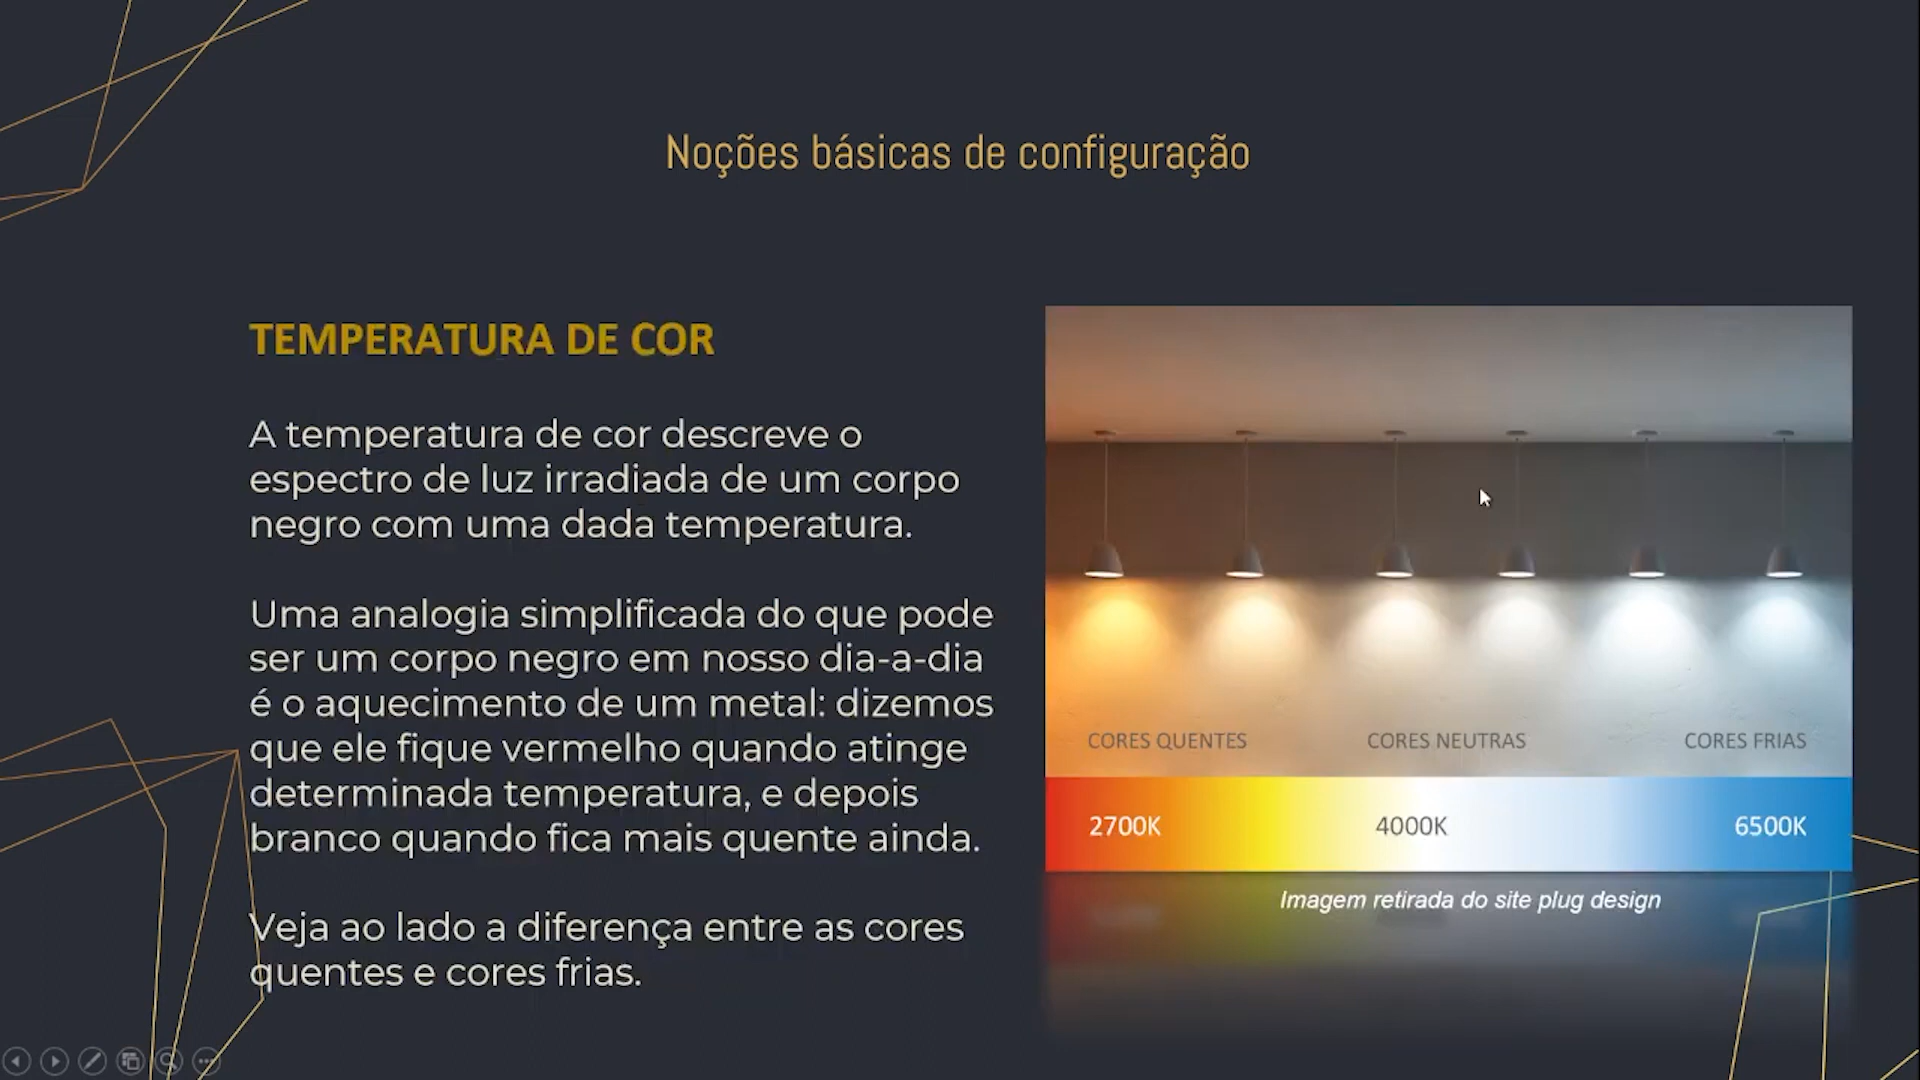 Noções básicas de configuração
TEMPERATURA DE COR
A temperatura de cor descreve o
espectro de luz irradiada de um corpo
negro com uma dada temperatura.
Uma analogia simplificada do que pode
ser um corpo negro em nosso dia-a-dia
é o aquecimento de um metal: dizemos
que ele fique vermelho quando atinge
determinada temperatura, e depois
branco quando fica mais quente ainda.
Veja ao lado a diferença entre as cores
quentes e cores frias.
CORES QUENTES
CORES NEUTRAS
CORES FRIAS
2700K
4000K
6500K
Imagem retirada do site plug design